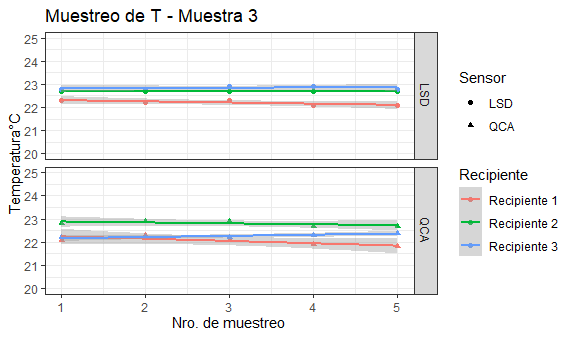 Muestreo de T - Muestra 3
Temperatura°C
25
24
23
22
21
20
LSD
25
24
23
22
21
20
QCA
1 2 3 4 5
Nro. de muestreo
Sensor
LSD
QCA
Recipiente
Recipiente 1
Recipiente 2
Recipiente 3